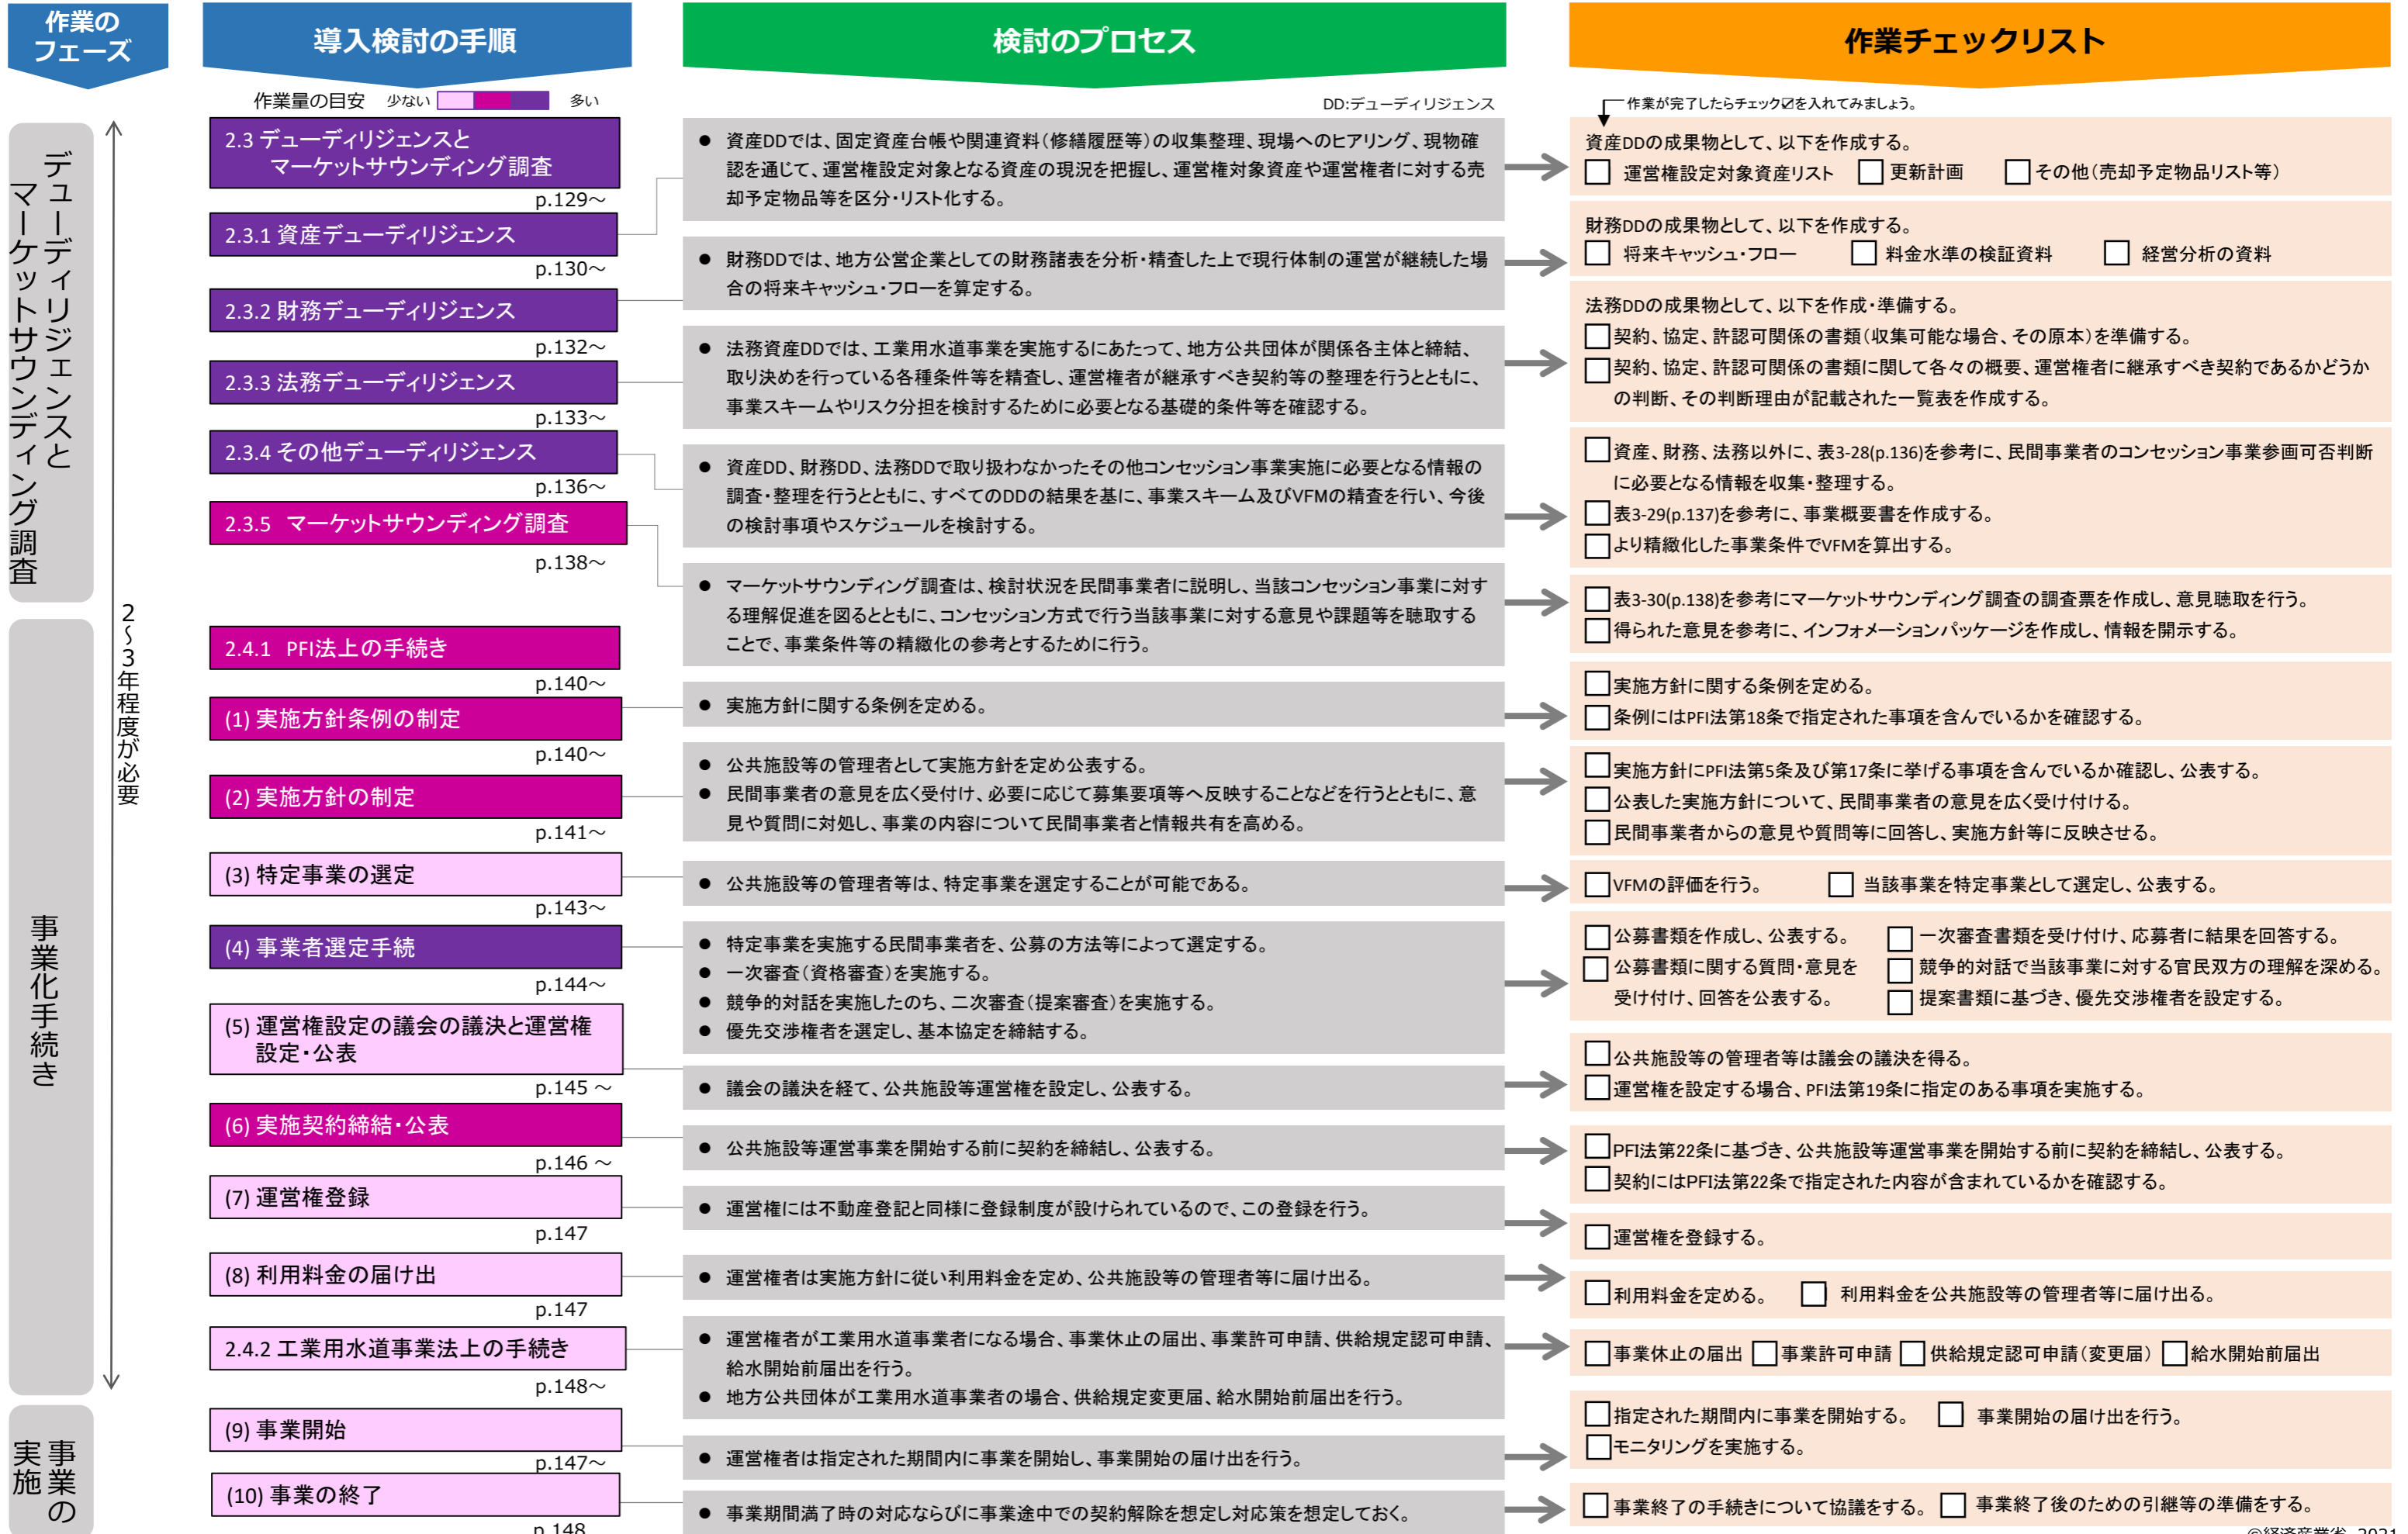 作業の
フェーズ
導入検討の手順
検討のプロセス
作業チェックリスト
作業量の目安 少ない 多い
DD:デューディリジェンス
作業が完了したらチェック☑を入れてみましょう。
デューディリジェンスと
マーケットサウンディング調査
事業化手続き
事業の
実施
2～3年程度が必要
2.3 デューディリジェンスと
マーケットサウンディング調査
p.129～
2.3.1 資産デューディリジェンス
p.130～
2.3.2 財務デューディリジェンス
p.132～
2.3.3 法務デューディリジェンス
p.133～
2.3.4 その他デューディリジェンス
p.136～
2.3.5 マーケットサウンディング調査
p.138～
2.4.1 PFI法上の手続き
p.140～
(1) 実施方針条例の制定
p.140～
(2) 実施方針の制定
p.141～
(3) 特定事業の選定
p.143～
(4) 事業者選定手続
p.144～
(5) 運営権設定の議会の議決と運営権
設定・公表
p.145 ～
(6) 実施契約締結・公表
p.146 ～
(7) 運営権登録
p.147
(8) 利用料金の届け出
p.147
2.4.2 工業用水道事業法上の手続き
p.148～
(9) 事業開始
p.147～
(10) 事業の終了
p.148
● 資産DDでは、固定資産台帳や関連資料（修繕履歴等）の収集整理、現場へのヒアリング、現物確
認を通じて、運営権設定対象となる資産の現況を把握し、運営権対象資産や運営権者に対する売
却予定物品等を区分・リスト化する。
● 財務DDでは、地方公営企業としての財務諸表を分析・精査した上で現行体制の運営が継続した場
合の将来キャッシュ・フローを算定する。
● 法務資産DDでは、工業用水道事業を実施するにあたって、地方公共団体が関係各主体と締結、
取り決めを行っている各種条件等を精査し、運営権者が継承すべき契約等の整理を行うとともに、
事業スキームやリスク分担を検討するために必要となる基礎的条件等を確認する。
● 資産DD、財務DD、法務DDで取り扱わなかったその他コンセッション事業実施に必要となる情報の
調査・整理を行うとともに、すべてのDDの結果を基に、事業スキーム及びVFMの精査を行い、今後
の検討事項やスケジュールを検討する。
● マーケットサウンディング調査は、検討状況を民間事業者に説明し、当該コンセッション事業に対す
る理解促進を図るとともに、コンセッション方式で行う当該事業に対する意見や課題等を聴取する
ことで、事業条件等の精緻化の参考とするために行う。
● 実施方針に関する条例を定める。
● 公共施設等の管理者として実施方針を定め公表する。
● 民間事業者の意見を広く受付け、必要に応じて募集要項等へ反映することなどを行うとともに、意
見や質問に対処し、事業の内容について民間事業者と情報共有を高める。
● 公共施設等の管理者等は、特定事業を選定することが可能である。
● 特定事業を実施する民間事業者を、公募の方法等によって選定する。
● 一次審査（資格審査）を実施する。
● 競争的対話を実施したのち、二次審査（提案審査）を実施する。
● 優先交渉権者を選定し、基本協定を締結する。
● 議会の議決を経て、公共施設等運営権を設定し、公表する。
● 公共施設等運営事業を開始する前に契約を締結し、公表する。
● 運営権には不動産登記と同様に登録制度が設けられているので、この登録を行う。
● 運営権者は実施方針に従い利用料金を定め、公共施設等の管理者等に届け出る。
● 運営権者が工業用水道事業者になる場合、事業休止の届出、事業許可申請、供給規定認可申請、
給水開始前届出を行う。
● 地方公共団体が工業用水道事業者の場合、供給規定変更届、給水開始前届出を行う。
● 運営権者は指定された期間内に事業を開始し、事業開始の届け出を行う。
● 事業期間満了時の対応ならびに事業途中での契約解除を想定し対応策を想定しておく。
資産DDの成果物として、以下を作成する。
□ 運営権設定対象資産リスト □ 更新計画 □ その他（売却予定物品リスト等）
財務DDの成果物として、以下を作成する。
□ 将来キャッシュ・フロー □ 料金水準の検証資料 □ 経営分析の資料
法務DDの成果物として、以下を作成・準備する。
□ 契約、協定、許認可関係の書類（収集可能な場合、その原本）を準備する。
□ 契約、協定、許認可関係の書類に関して各々の概要、運営権者に継承すべき契約であるかどうか
の判断、その判断理由が記載された一覧表を作成する。
□ 資産、財務、法務以外に、表3-28(p.136)を参考に、民間事業者のコンセッション事業参画可否判断
に必要となる情報を収集・整理する。
□ 表3-29(p.137)を参考に、事業概要書を作成する。
□ より精緻化した事業条件でVFMを算出する。
□ 表3-30(p.138)を参考にマーケットサウンディング調査の調査票を作成し、意見聴取を行う。
□ 得られた意見を参考に、インフォメーションパッケージを作成し、情報を開示する。
□ 実施方針に関する条例を定める。
□ 条例にはPFI法第18条で指定された事項を含んでいるかを確認する。
□ 実施方針にPFI法第5条及び第17条に挙げる事項を含んでいるか確認し、公表する。
□ 公表した実施方針について、民間事業者の意見を広く受け付ける。
□ 民間事業者からの意見や質問等に回答し、実施方針等に反映させる。
□ VFMの評価を行う。 □ 当該事業を特定事業として選定し、公表する。
□ 公募書類を作成し、公表する。 □ 一次審査書類を受け付け、応募者に結果を回答する。
□ 公募書類に関する質問・意見を □ 競争的対話で当該事業に対する官民双方の理解を深める。
受け付け、回答を公表する。 □ 提案書類に基づき、優先交渉権者を設定する。
□ 公共施設等の管理者等は議会の議決を得る。
□ 運営権を設定する場合、PFI法第19条に指定のある事項を実施する。
□ PFI法第22条に基づき、公共施設等運営事業を開始する前に契約を締結し、公表する。
□ 契約にはPFI法第22条で指定された内容が含まれているかを確認する。
□ 運営権を登録する。
□ 利用料金を定める。 □ 利用料金を公共施設等の管理者等に届け出る。
□ 事業休止の届出 □ 事業許可申請 □ 供給規定認可申請（変更届） □ 給水開始前届出
□ 指定された期間内に事業を開始する。 □ 事業開始の届け出を行う。
□ モニタリングを実施する。
□ 事業終了の手続きについて協議をする。 □ 事業終了後のための引継等の準備をする。
©経済産業省 2021